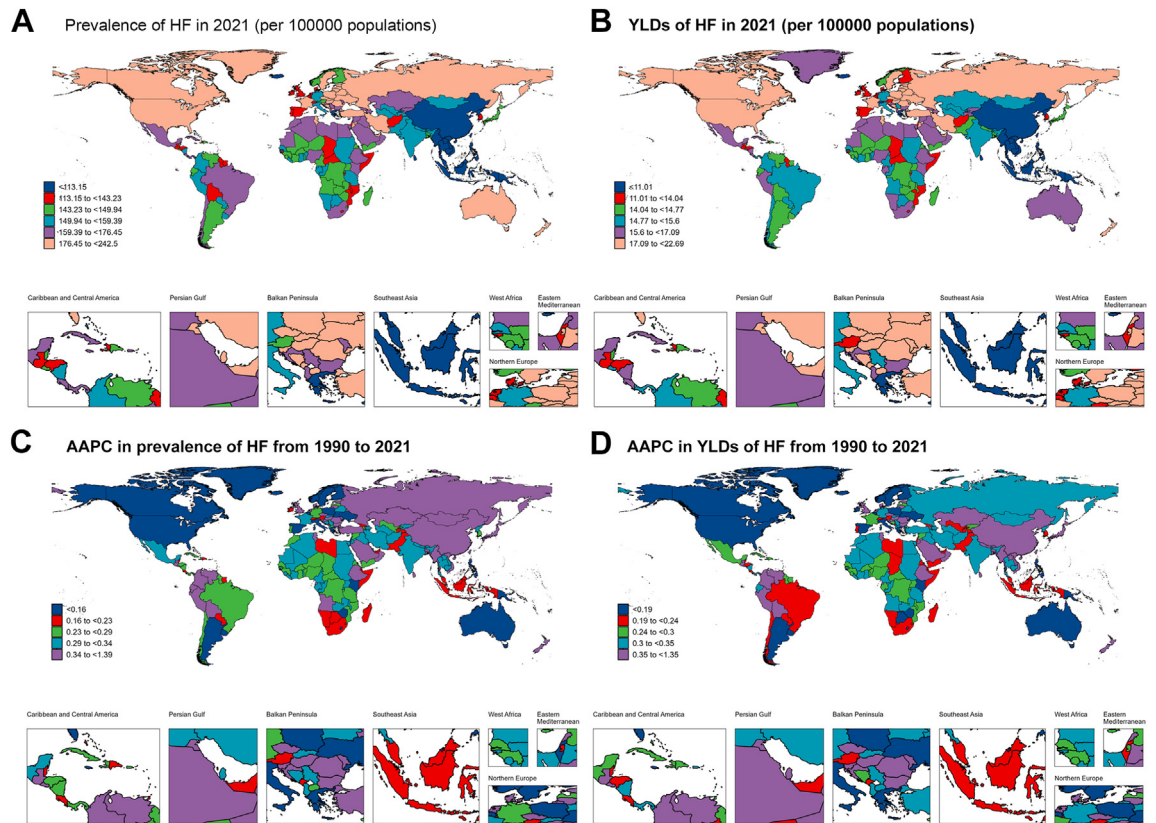 A
Prevalence of HF in 2021 (per 100000 populations)
<113.15
113.15 to <143.23
143.23 to <149.94
149.94 to <159.39
159.39 to <176.45
176.45 to <242.5
Caribbean and Central America
Persian Gulf
Balkan Peninsula
Southeast Asia
West Africa
Eastern
Mediterranean
Northern Europe
B
YLDs of HF in 2021 (per 100000 populations)
<11.01
11.01 to <14.04
14.04 to <14.77
14.77 to <15.6
15.6 to <17.09
17.09 to <22.69
Caribbean and Central America
Persian Gulf
Balkan Peninsula
Southeast Asia
West Africa
Eastern
Mediterranean
Northern Europe
C
AAPC in prevalence of HF from 1990 to 2021
<0.16
0.16 to <0.23
0.23 to <0.29
0.29 to <0.34
0.34 to <1.39
Caribbean and Central America
Persian Gulf
Balkan Peninsula
Southeast Asia
West Africa
Eastern
Mediterranean
Northern Europe
D
AAPC in YLDs of HF from 1990 to 2021
<0.19
0.19 to <0.24
0.24 to <0.3
0.3 to <0.35
0.35 to <1.35
Caribbean and Central America
Persian Gulf
Balkan Peninsula
Southeast Asia
West Africa
Eastern
Mediterranean
Northern Europe